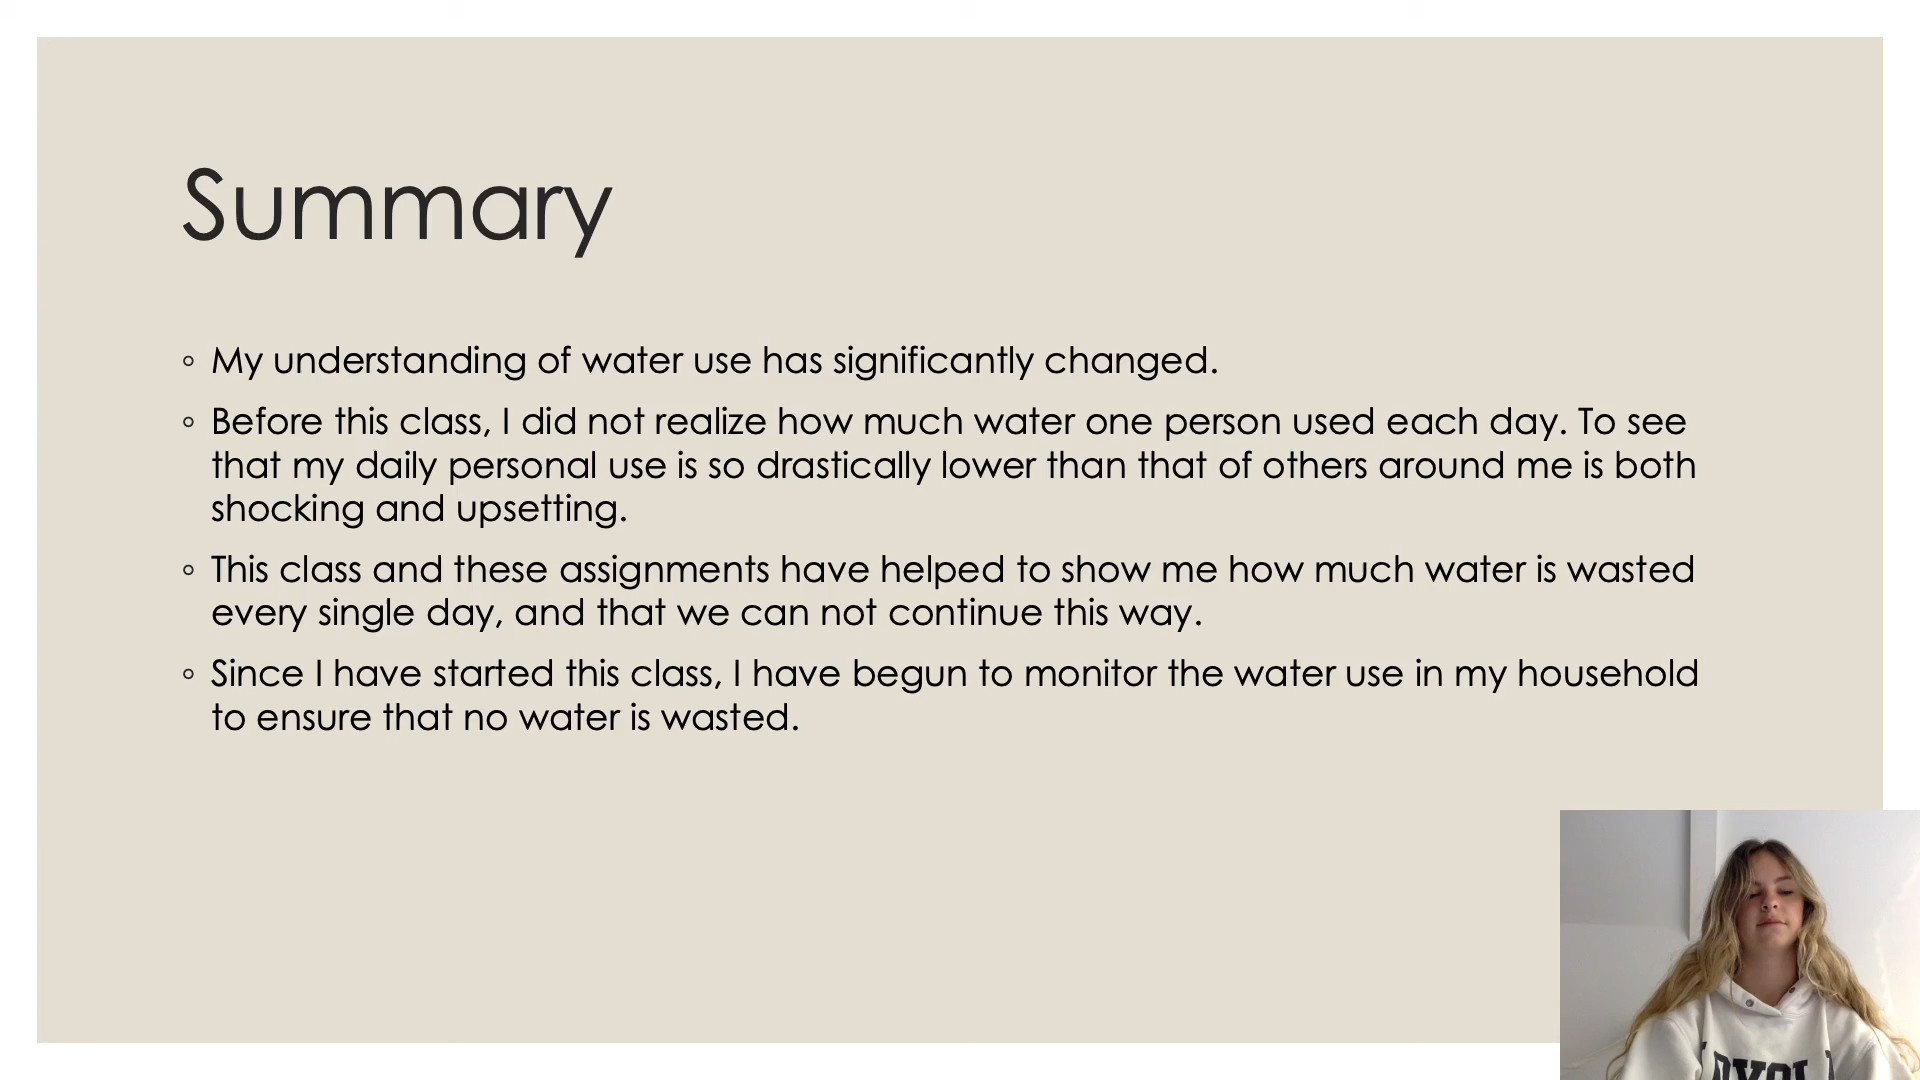 Summary
◦ My understanding of water use has significantly changed.
◦ Before this class, I did not realize how much water one person used each day. To see
that my daily personal use is so drastically lower than that of others around me is both
shocking and upsetting.
◦ This class and these assignments have helped to show me how much water is wasted
every single day, and that we can not continue this way.
◦ Since I have started this class, I have begun to monitor the water use in my household
to ensure that no water is wasted.